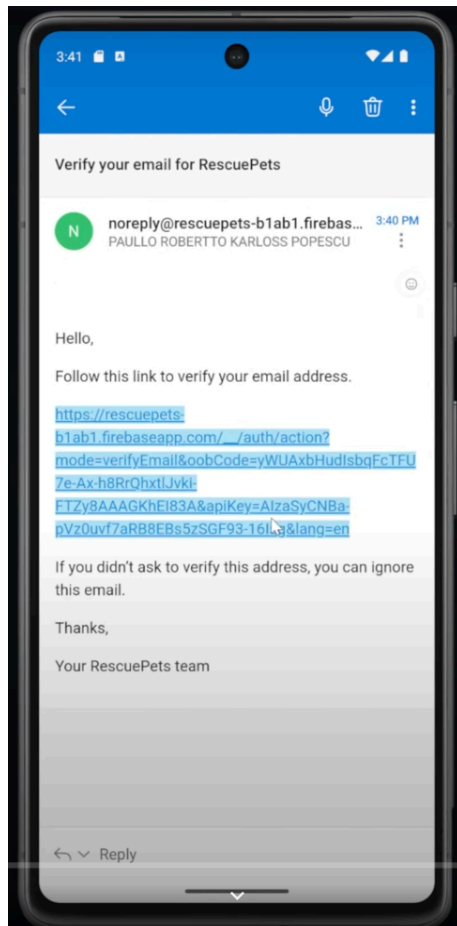 3:41
Verify your email for RescuePets
N
noreply@rescuepets-b1ab1.firebas... 3:40 PM
PAULLO ROBERTTO KARLOSS POPESCU
Hello,
Follow this link to verify your email address.
https://rescuepets-
b1ab1.firebaseapp.com/__/auth/action?
mode=verifyEmail&oobCode=yWUAxbHudIsbqFcTFU
7e-Ax-h8RrQhxtlJvki-
FTZy8AAAGKhEI83A&apiKey=AIzaSyCNBa-
&lang=en
If you didn't ask to verify this address, you can ignore
this email.
Thanks,
Your RescuePets team
Reply